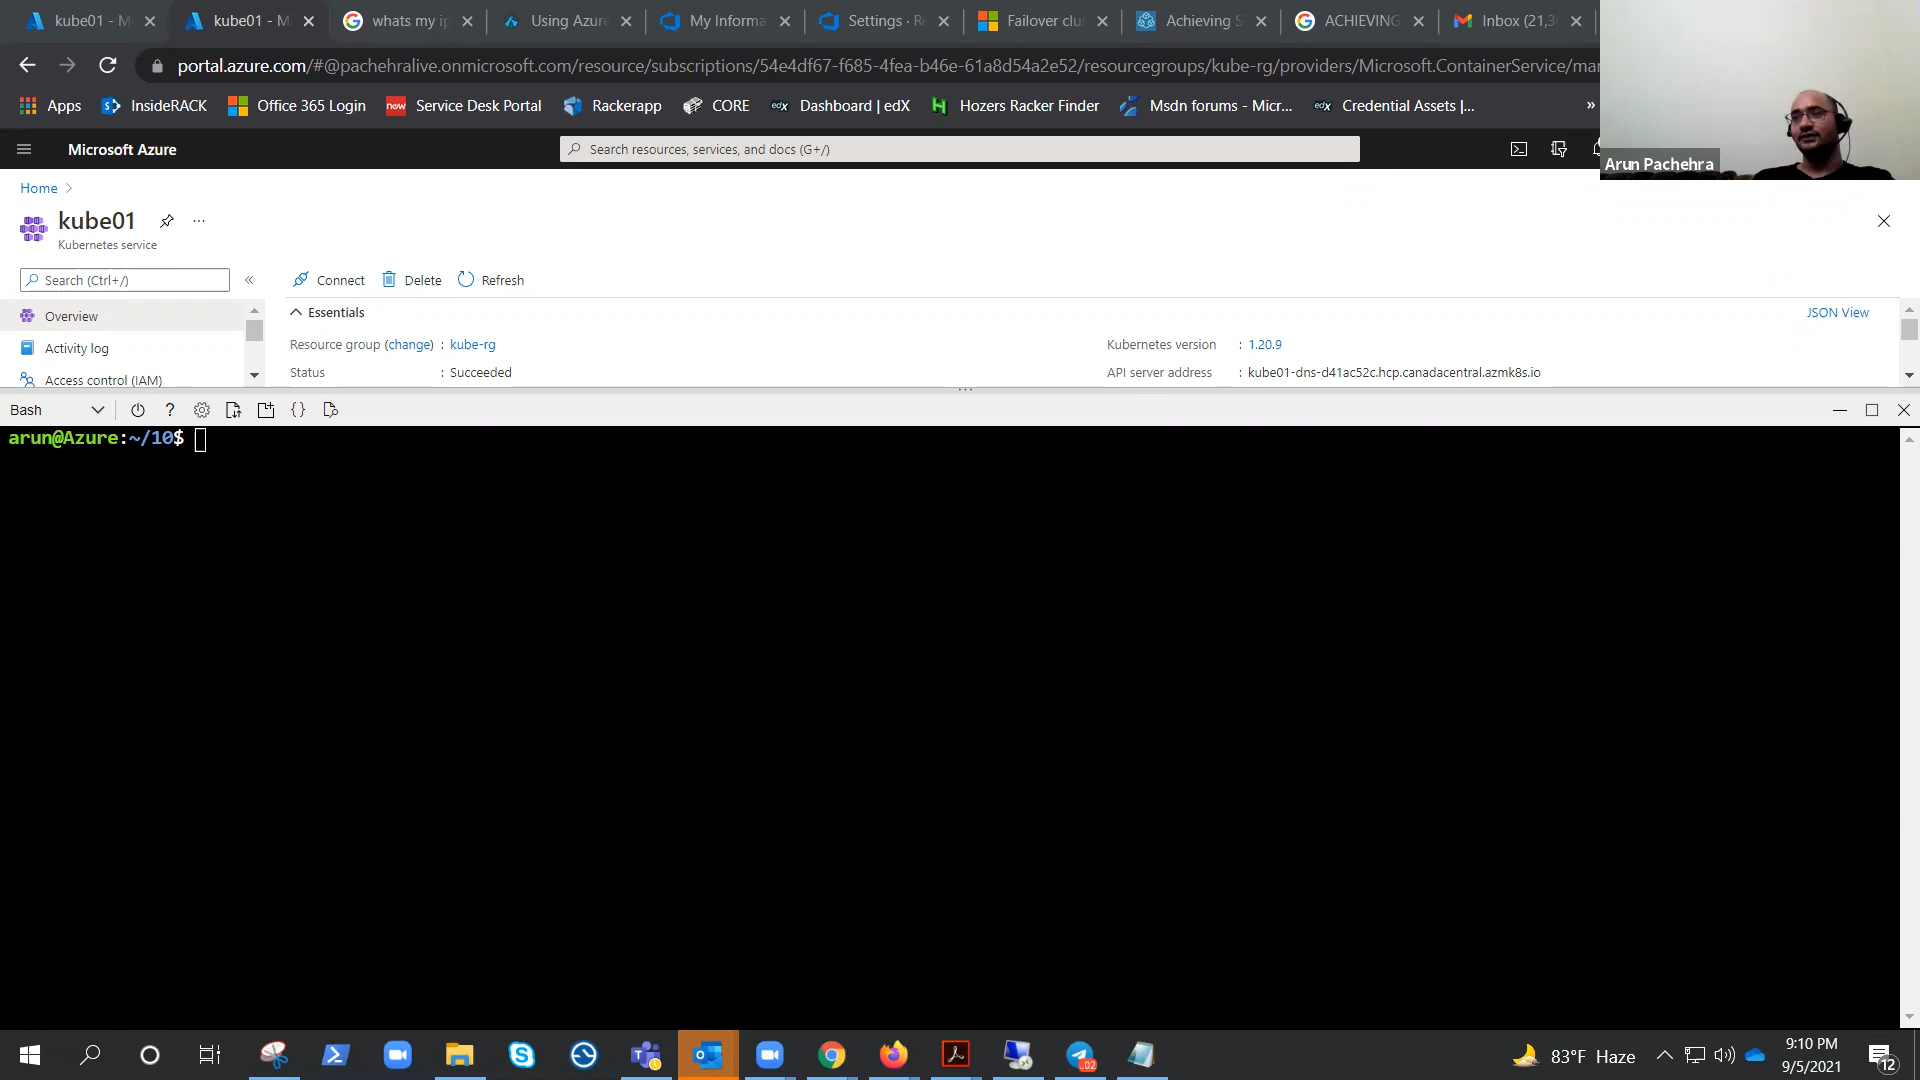 kube01 - M
kube01 - M
whats my ip
Using Azur
My Informa
Settings · R
Failover clu
Achieving S
ACHIEVING
Inbox (21,3
portal.azure.com/#@pachehralive.onmicrosoft.com/resource/subscriptions/54e4df67-f685-4fea-b46e-61a8d54a2e52/resourcegroups/kube-rg/providers/Microsoft.ContainerService/ma
Apps
InsideRACK
Office 365 Login
new
Service Desk Portal
Rackerapp
CORE
edX
Dashboard | edX
Hozers Racker Finder
Msdn forums - Micr...
edX
Credential Assets |...
»
Arun Pachehra
Microsoft Azure
Search resources, services, and docs (G+/)
Home
kube01
Kubernetes service
Search (Ctrl+/)
«
Connect
Delete
Refresh
Overview
Essentials
JSON View
Activity log
Resource group (change) : kube-rg
Kubernetes version : 1.20.9
Access control (IAM)
Status : Succeeded
API server address : kube01-dns-d41ac52c.hcp.canadacentral.azmk8s.io
Bash
?
{}
arun@Azure:~/10$
83°F Haze
9:10 PM
9/5/2021
02
12